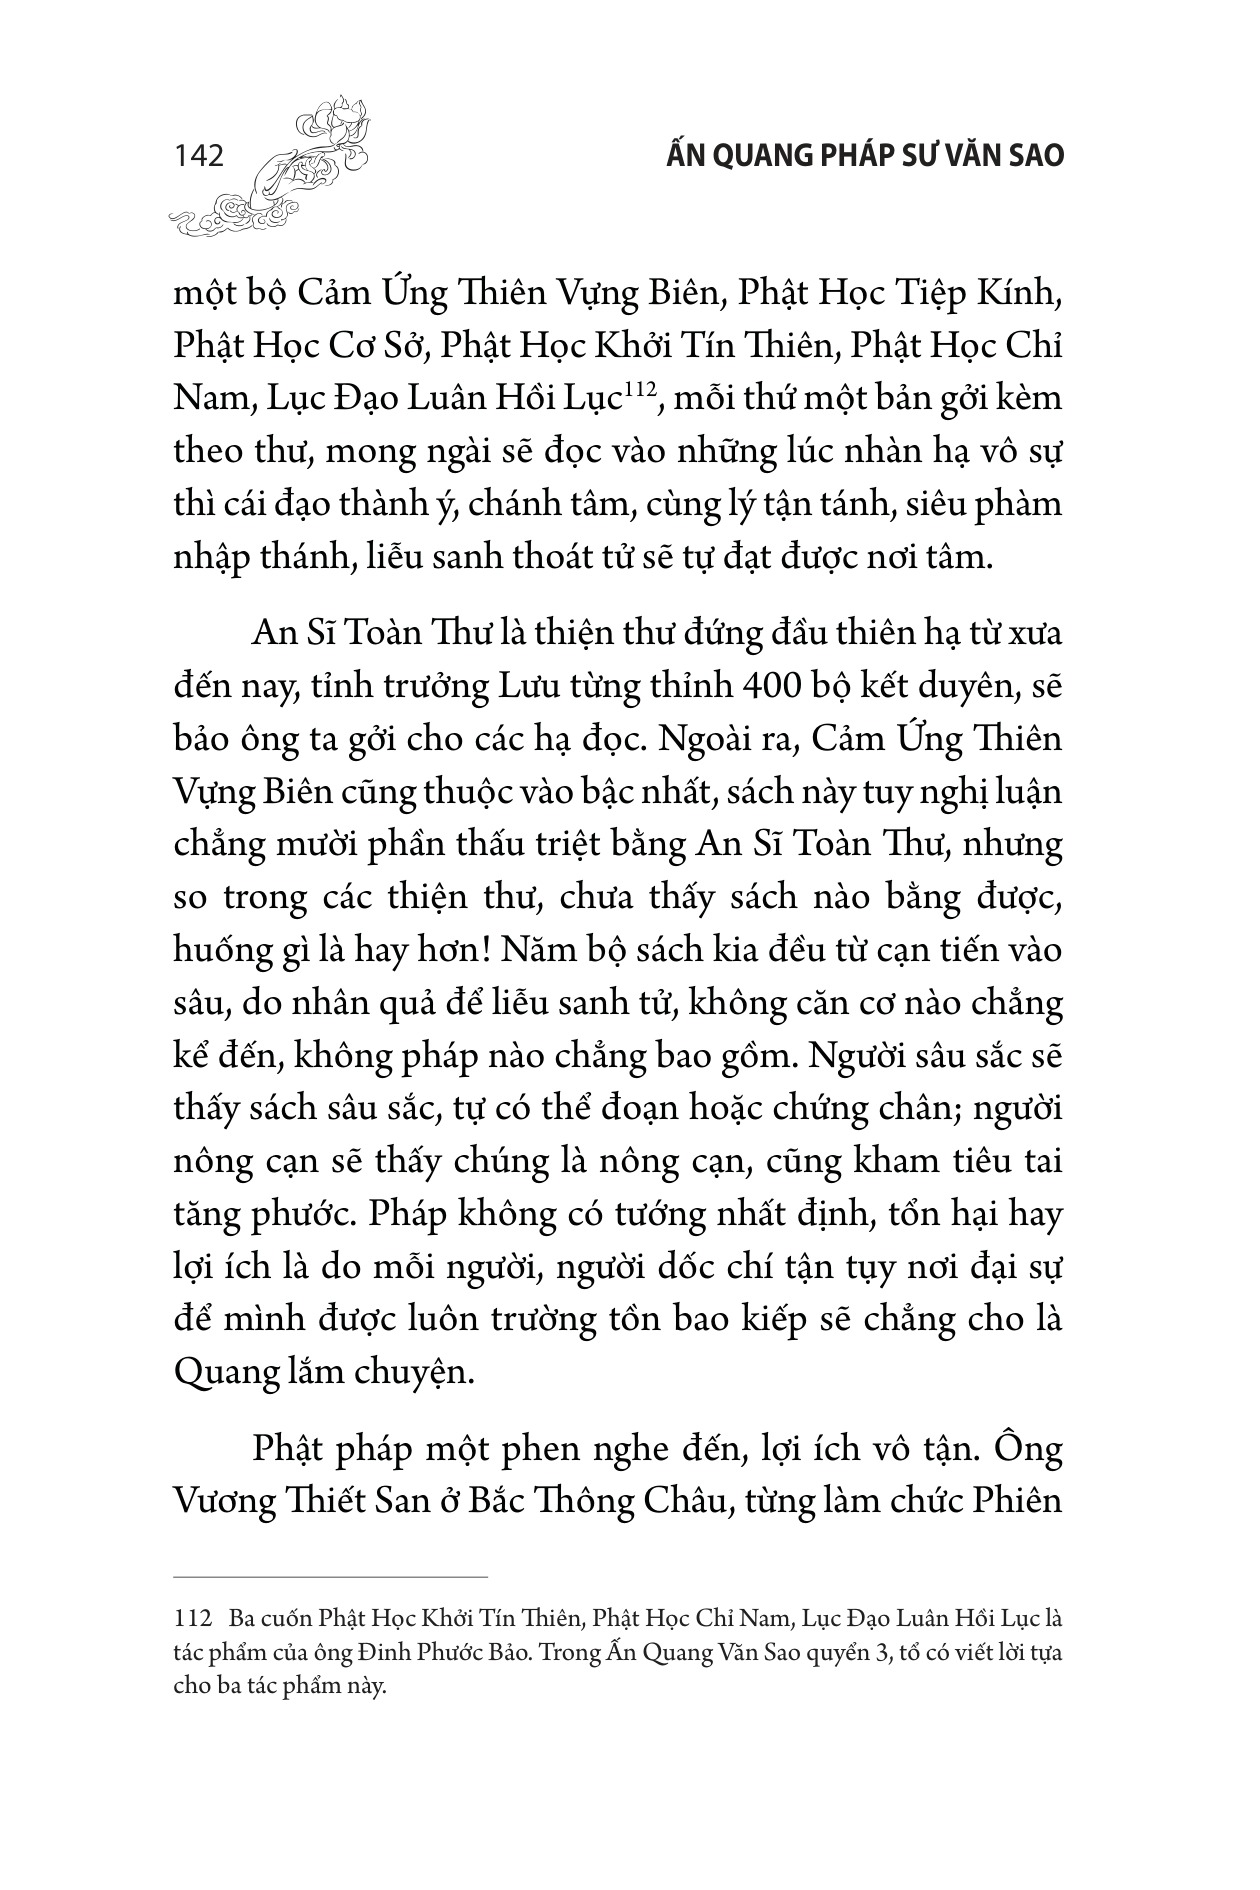 142
ẤN QUANG PHÁP SƯ VĂN SAO
một bộ Cảm Ứng Thiên Vựng Biên, Phật Học Tiệp Kính,
Phật Học Cơ Sở, Phật Học Khởi Tín Thiên, Phật Học Chỉ
Nam, Lục Đạo Luân Hồi Lục112, mỗi thứ một bản gởi kèm
theo thư, mong ngài sẽ đọc vào những lúc nhàn hạ vô sự
thì cái đạo thành ý, chánh tâm, cùng lý tận tánh, siêu phàm
nhập thánh, liễu sanh thoát tử sẽ tự đạt được nơi tâm.
An Sĩ Toàn Thư là thiện thư đứng đầu thiên hạ từ xưa
đến nay, tỉnh trưởng Lưu từng thỉnh 400 bộ kết duyên, sẽ
bảo ông ta gởi cho các hạ đọc. Ngoài ra, Cảm Ứng Thiên
Vựng Biên cũng thuộc vào bậc nhất, sách này tuy nghị luận
chẳng mười phần thấu triệt bằng An Sĩ Toàn Thư, nhưng
so trong các thiện thư, chưa thấy sách nào bằng được,
huống gì là hay hơn! Năm bộ sách kia đều từ cạn tiến vào
sâu, do nhân quả để liễu sanh tử, không căn cơ nào chẳng
kể đến, không pháp nào chẳng bao gồm. Người sâu sắc sẽ
thấy sách sâu sắc, tự có thể đoạn hoặc chứng chân; người
nông cạn sẽ thấy chúng là nông cạn, cũng kham tiêu tai
tăng phước. Pháp không có tướng nhất định, tổn hại hay
lợi ích là do mỗi người, người dốc chí tận tụy nơi đại sự
để mình được luôn trường tồn bao kiếp sẽ chẳng cho là
Quang lắm chuyện.
Phật pháp một phen nghe đến, lợi ích vô tận. Ông
Vương Thiết San ở Bắc Thông Châu, từng làm chức Phiên
112 Ba cuốn Phật Học Khởi Tín Thiên, Phật Học Chỉ Nam, Lục Đạo Luân Hồi Lục là
tác phẩm của ông Đinh Phước Bảo. Trong Ấn Quang Văn Sao quyển 3, tổ có viết lời tựa
cho ba tác phẩm này.